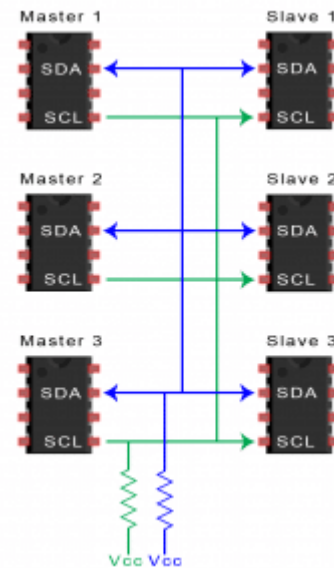 Master 1 Slave 1
SDA SDA
SCL SCL
Master 2 Slave 2
SDA SDA
SCL SCL
Master 3 Slave 3
SDA SDA
SCL SCL
Vcc Vcc